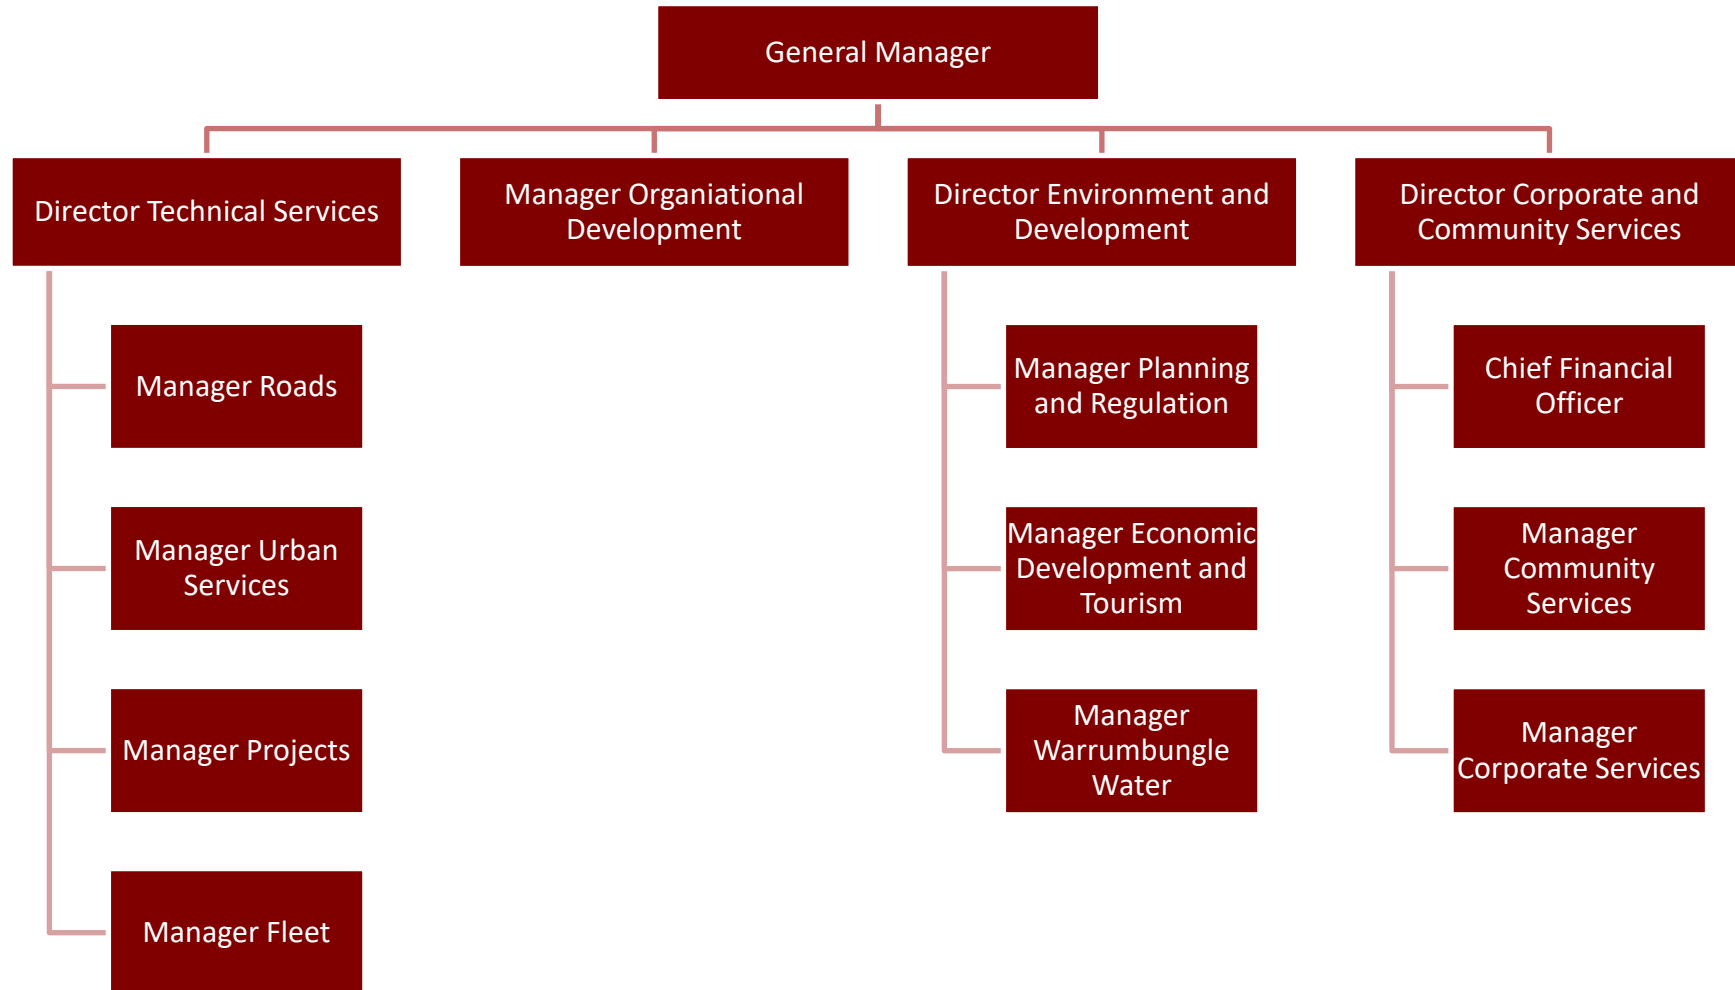 General Manager
Director Technical Services
Manager Organiational
Development
Director Environment and
Development
Director Corporate and
Community Services
Manager Roads
Manager Urban
Services
Manager Projects
Manager Fleet
Manager Planning
and Regulation
Manager Economic
Development and
Tourism
Manager
Warrumbungle
Water
Chief Financial
Officer
Manager
Community
Services
Manager
Corporate Services